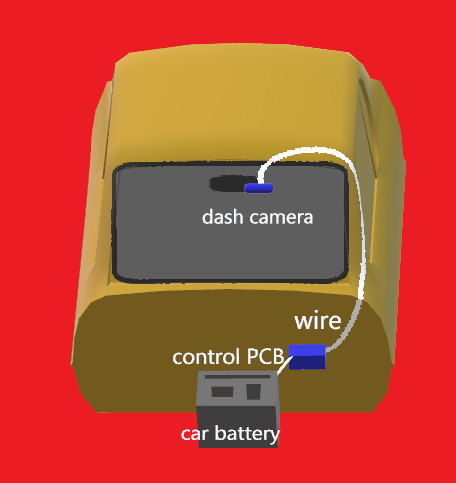 dash camera
wire
control PCB
car battery